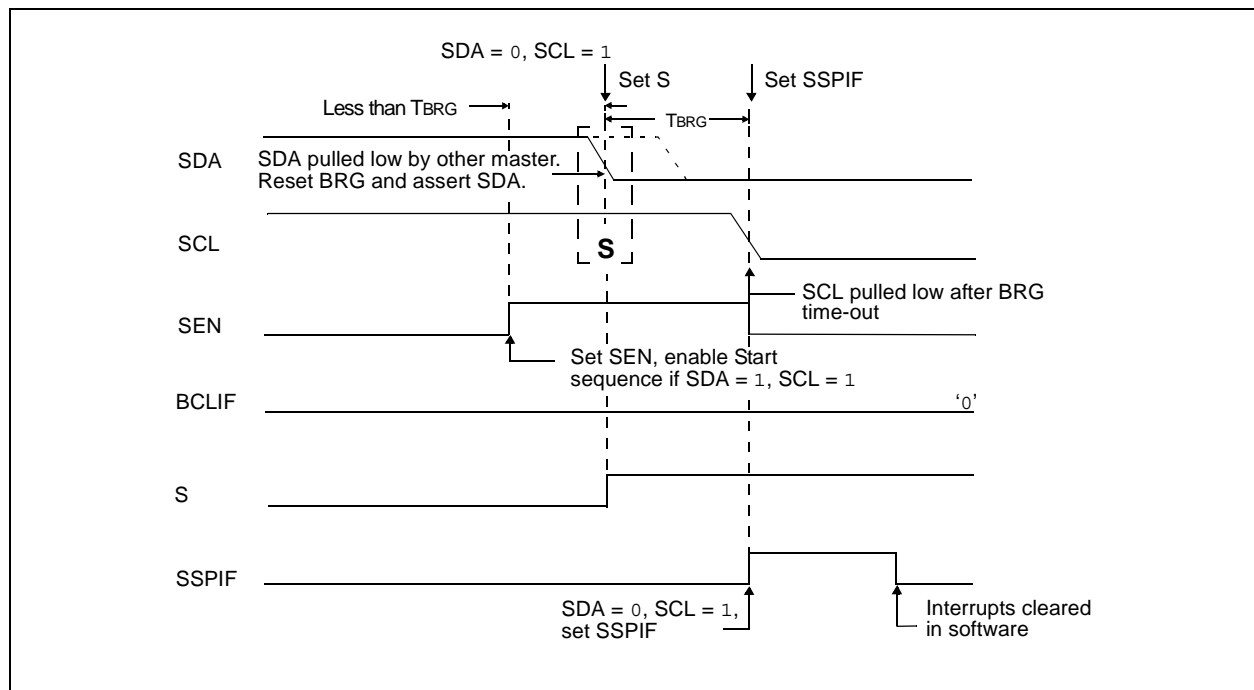 SDA = 0, SCL = 1
Set S
Set SSPIF
Less than TBRG
TBRG
SDA
SDA pulled low by other master.
Reset BRG and assert SDA.
SCL
S
SCL pulled low after BRG
time-out
SEN
Set SEN, enable Start
sequence if SDA = 1, SCL = 1
BCLIF
‘0’
S
SSPIF
SDA = 0, SCL = 1,
set SSPIF
Interrupts cleared
in software